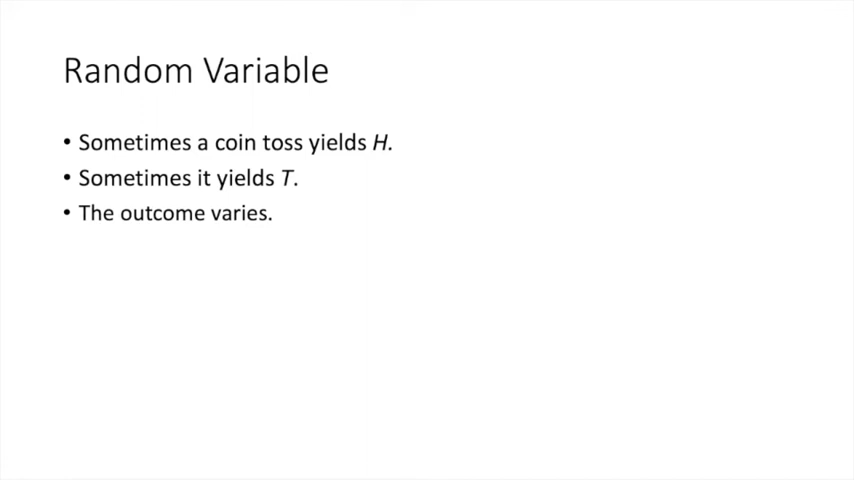 Random Variable
• Sometimes a coin toss yields H.
• Sometimes it yields T.
• The outcome varies.